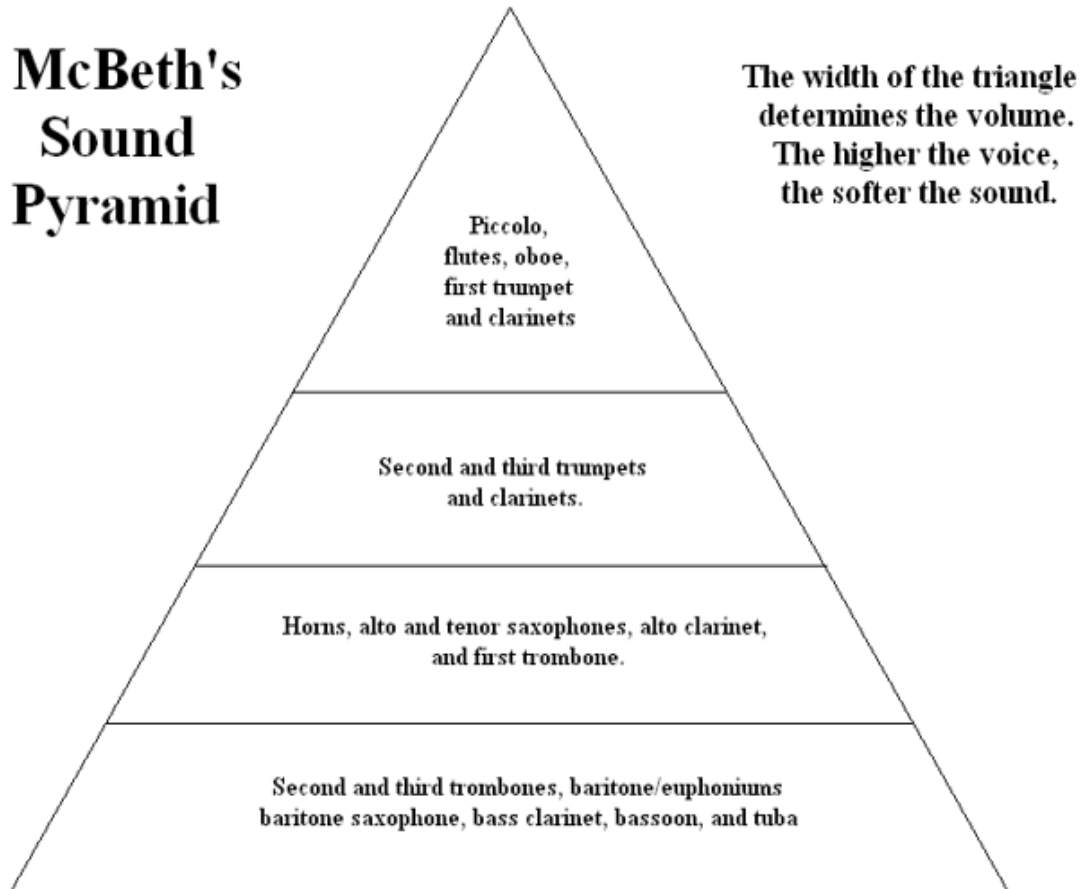 McBeth's
Sound
Pyramid
The width of the triangle
determines the volume.
The higher the voice,
the softer the sound.
Piccolo,
flutes, oboe,
first trumpet
and clarinets
Second and third trumpets
and clarinets.
Horns, alto and tenor saxophones, alto clarinet,
and first trombone.
Second and third trombones, baritone/euphoniums
baritone saxophone, bass clarinet, bassoon, and tuba